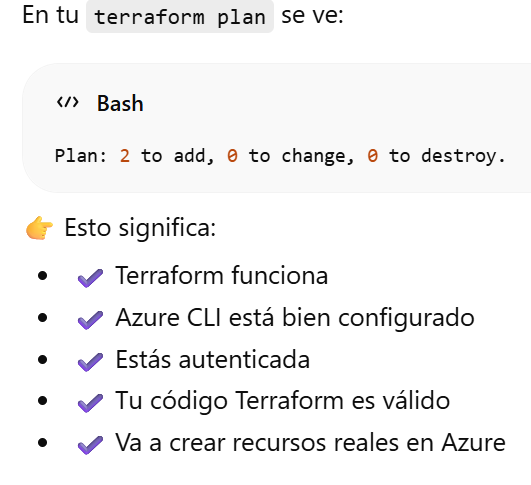 En tu terraform plan se ve:
Bash
Plan: 2 to add, 0 to change, 0 to destroy.
👉 Esto significa:
• ✔ Terraform funciona
• ✔ Azure CLI está bien configurado
• ✔ Estás autenticada
• ✔ Tu código Terraform es válido
• ✔ Va a crear recursos reales en Azure